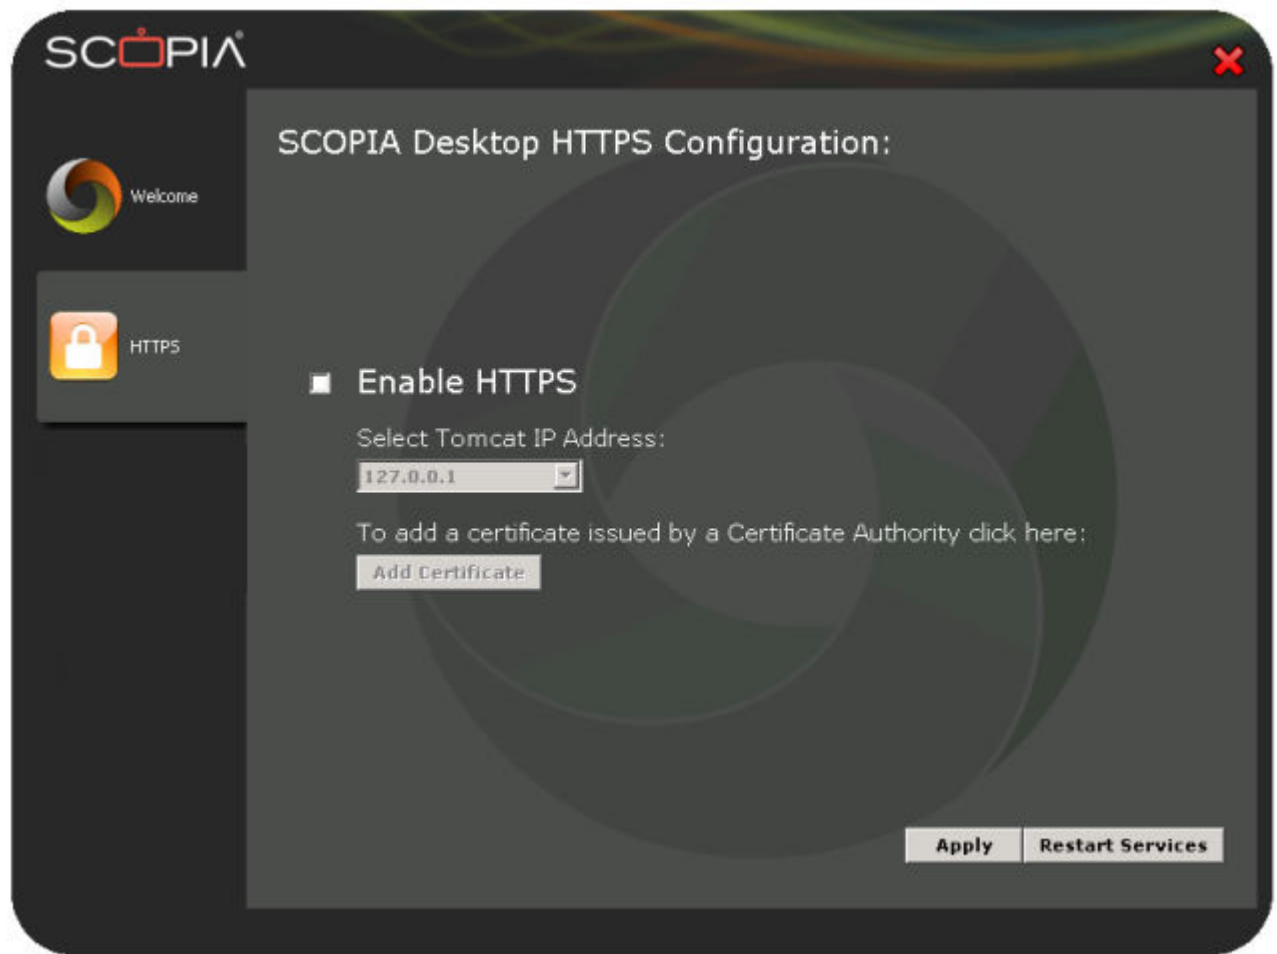 SCOPIA®
SCOPIA Desktop HTTPS Configuration:
Welcome
HTTPS
Enable HTTPS
Select Tomcat IP Address:
127.0.0.1
To add a certificate issued by a Certificate Authority click here:
Add Certificate
Apply
Restart Services